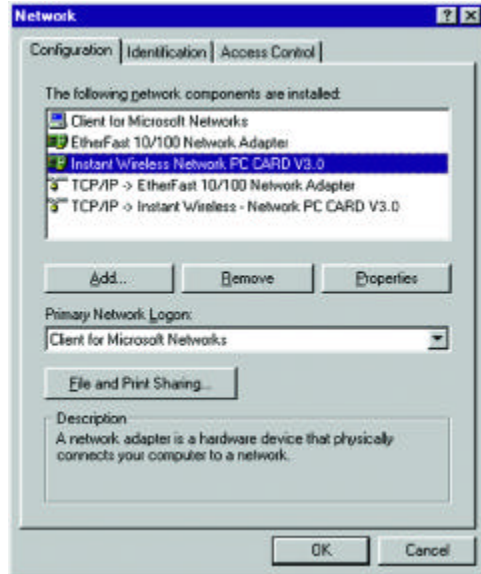 Network
Configuration Identification Access Control
The following network components are installed:
Client for Microsoft Networks
EtherFast 10/100 Network Adapter
Instant Wireless Network PC CARD V3.0
TCP/IP -> EtherFast 10/100 Network Adapter
TCP/IP -> Instant Wireless - Network PC CARD V3.0
Add... Remove Properties
Primary Network Logon:
Client for Microsoft Networks
File and Print Sharing...
Description
A network adapter is a hardware device that physically
connects your computer to a network.
OK Cancel